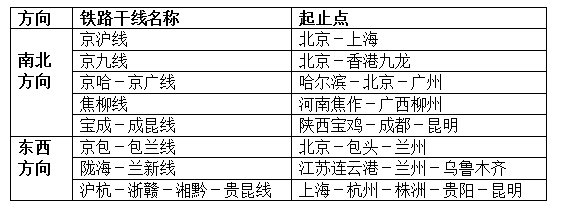 方向 铁路干线名称 起止点
南北方向 京沪线 北京－上海
京九线 北京－香港九龙
京哈－京广线 哈尔滨－北京－广州
焦柳线 河南焦作－广西柳州
宝成－成昆线 陕西宝鸡－成都－昆明
东西方向 京包－包兰线 北京－包头－兰州
陇海－兰新线 江苏连云港－兰州－乌鲁木齐
沪杭－浙赣－湘黔－贵昆线 上海－杭州－株洲－贵阳－昆明